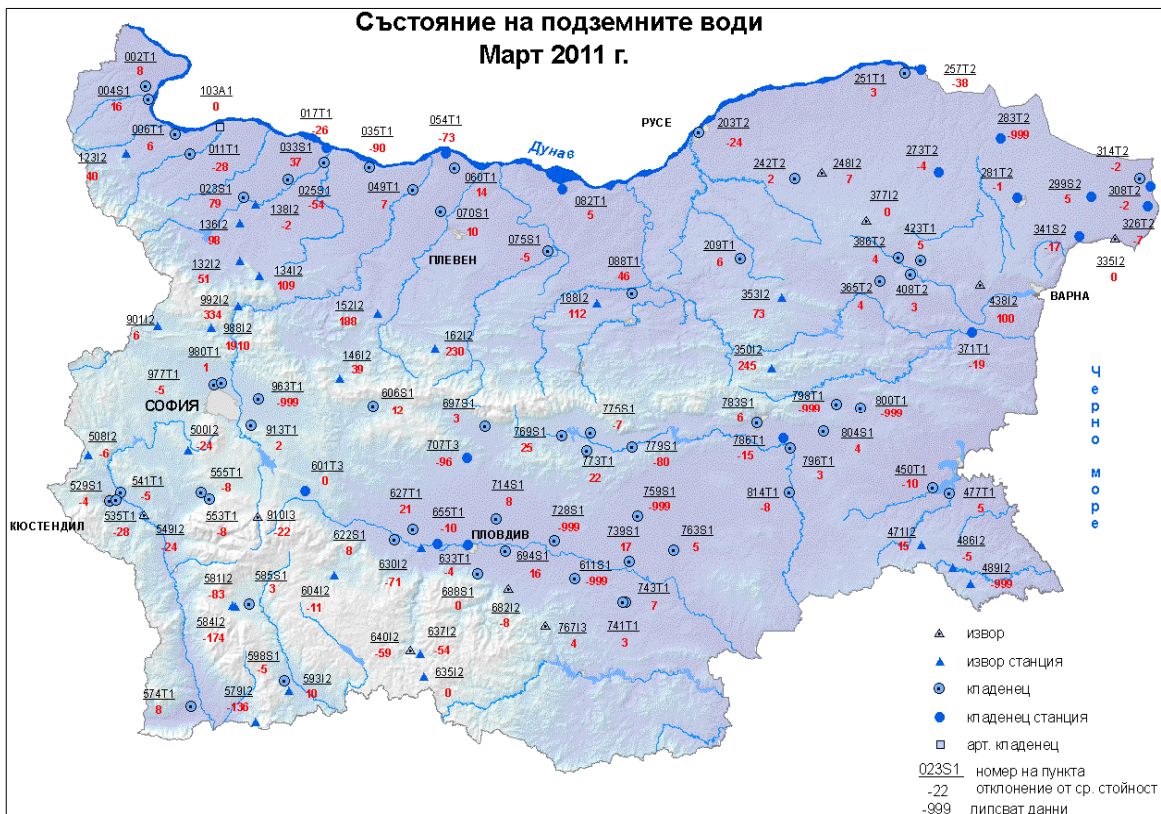 Състояние на подземните води
Март 2011 г.
002T1
8
004S1
16
103A1
0
006T1
6
011T1
-28
017T1
-26
033S1
37
035T1
-90
054T1
-73
Дунав
РУСЕ
203T2
-24
251T1
3
257T2
-38
283T2
-999
123I2
40
023S1
79
025S1
-54
138I2
-2
136I2
98
049T1
7
060T1
14
070S1
10
082T1
5
242T2
2
248I2
7
273T2
-4
281T2
-1
299S2
5
314T2
-2
308T2
-2
326T2
-7
377I2
0
423T1
5
386T2
4
341S2
-17
335I2
0
132I2
51
134I2
109
ПЛЕВЕН
075S1
-5
088T1
46
209T1
6
365T2
4
408T2
3
438I2
100
ВАРНА
992I2
334
988I2
1910
901I2
6
152I2
188
188I2
112
353I2
73
162I2
230
350I2
245
371T1
-19
980T1
1
977T1
-5
146I2
39
СОФИЯ
963T1
-999
606S1
12
697S1
3
775S1
-7
783S1
6
798T1
-999
800T1
-999
Черно море
508I2
-6
500I2
-24
913T1
2
769S1
25
773T1
22
779S1
-80
786T1
-15
796T1
3
804S1
4
707T3
-96
529S1
-4
541T1
-5
555T1
-8
601T3
0
450T1
-10
477T1
5
КЮСТЕНДИЛ
535T1
-28
549I2
-24
553T1
-8
910I3
-22
627T1
21
714S1
8
759S1
-999
814T1
-8
622S1
8
655T1
-10
ПЛОВДИВ
728S1
-999
739S1
17
763S1
5
471I2
15
486I2
-5
489I2
-999
581I2
-83
585S1
3
604I2
-11
630I2
-71
633T1
-4
694S1
16
611S1
-999
688S1
0
682I2
-8
743T1
7
741T1
3
584I2
-174
640I2
-59
637I2
-54
767I3
4
598S1
-5
593I2
10
635I2
0
574T1
8
579I2
-136
извор
извор станция
кладенец
кладенец станция
арт. кладенец
023S1 номер на пункта
-22 отклонение от ср. стойност
-999 липсват данни